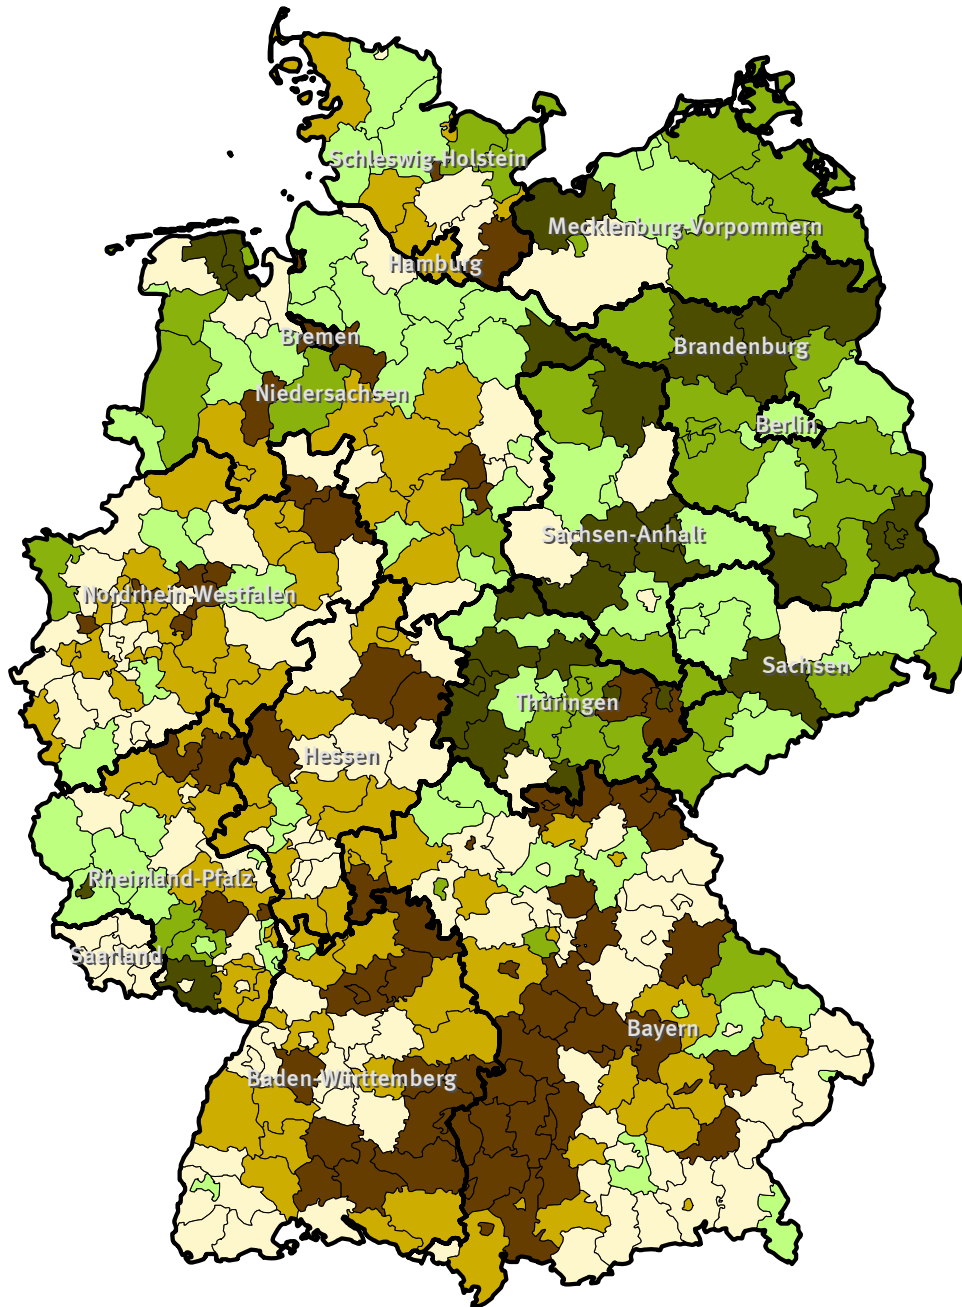 Schleswig-Holstein
Mecklenburg-Vorpommern
Hamburg
Bremen
Brandenburg
Niedersachsen
Berlin
Sachsen-Anhalt
Nordrhein-Westfalen
Sachsen
Thüringen
Hessen
Rheinland-Pfalz
Saarland
Bayern
Baden-Württemberg